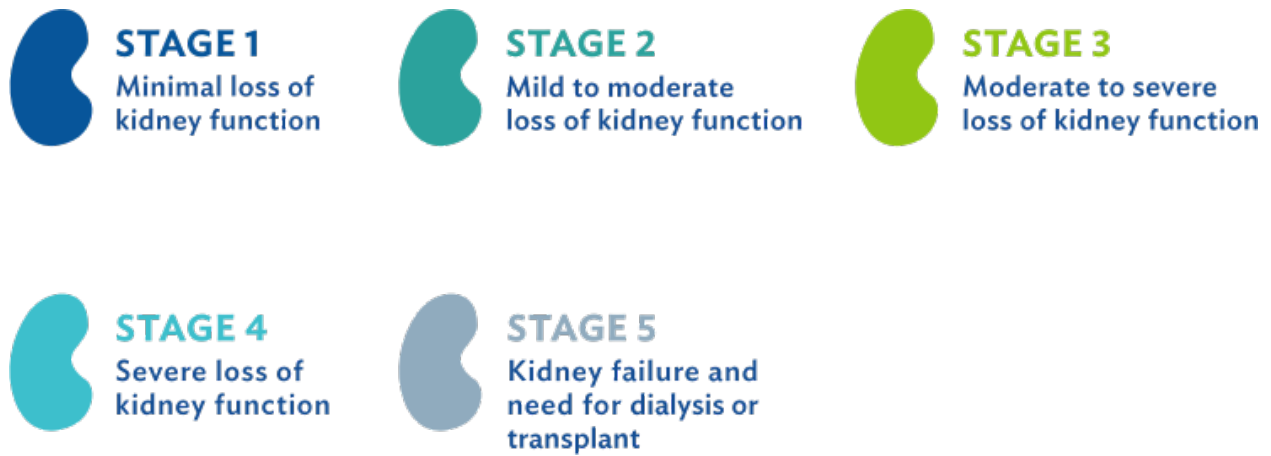 STAGE 1
Minimal loss of
kidney function
STAGE 2
Mild to moderate
loss of kidney function
STAGE 3
Moderate to severe
loss of kidney function
STAGE 4
Severe loss of
kidney function
STAGE 5
Kidney failure and
need for dialysis or
transplant